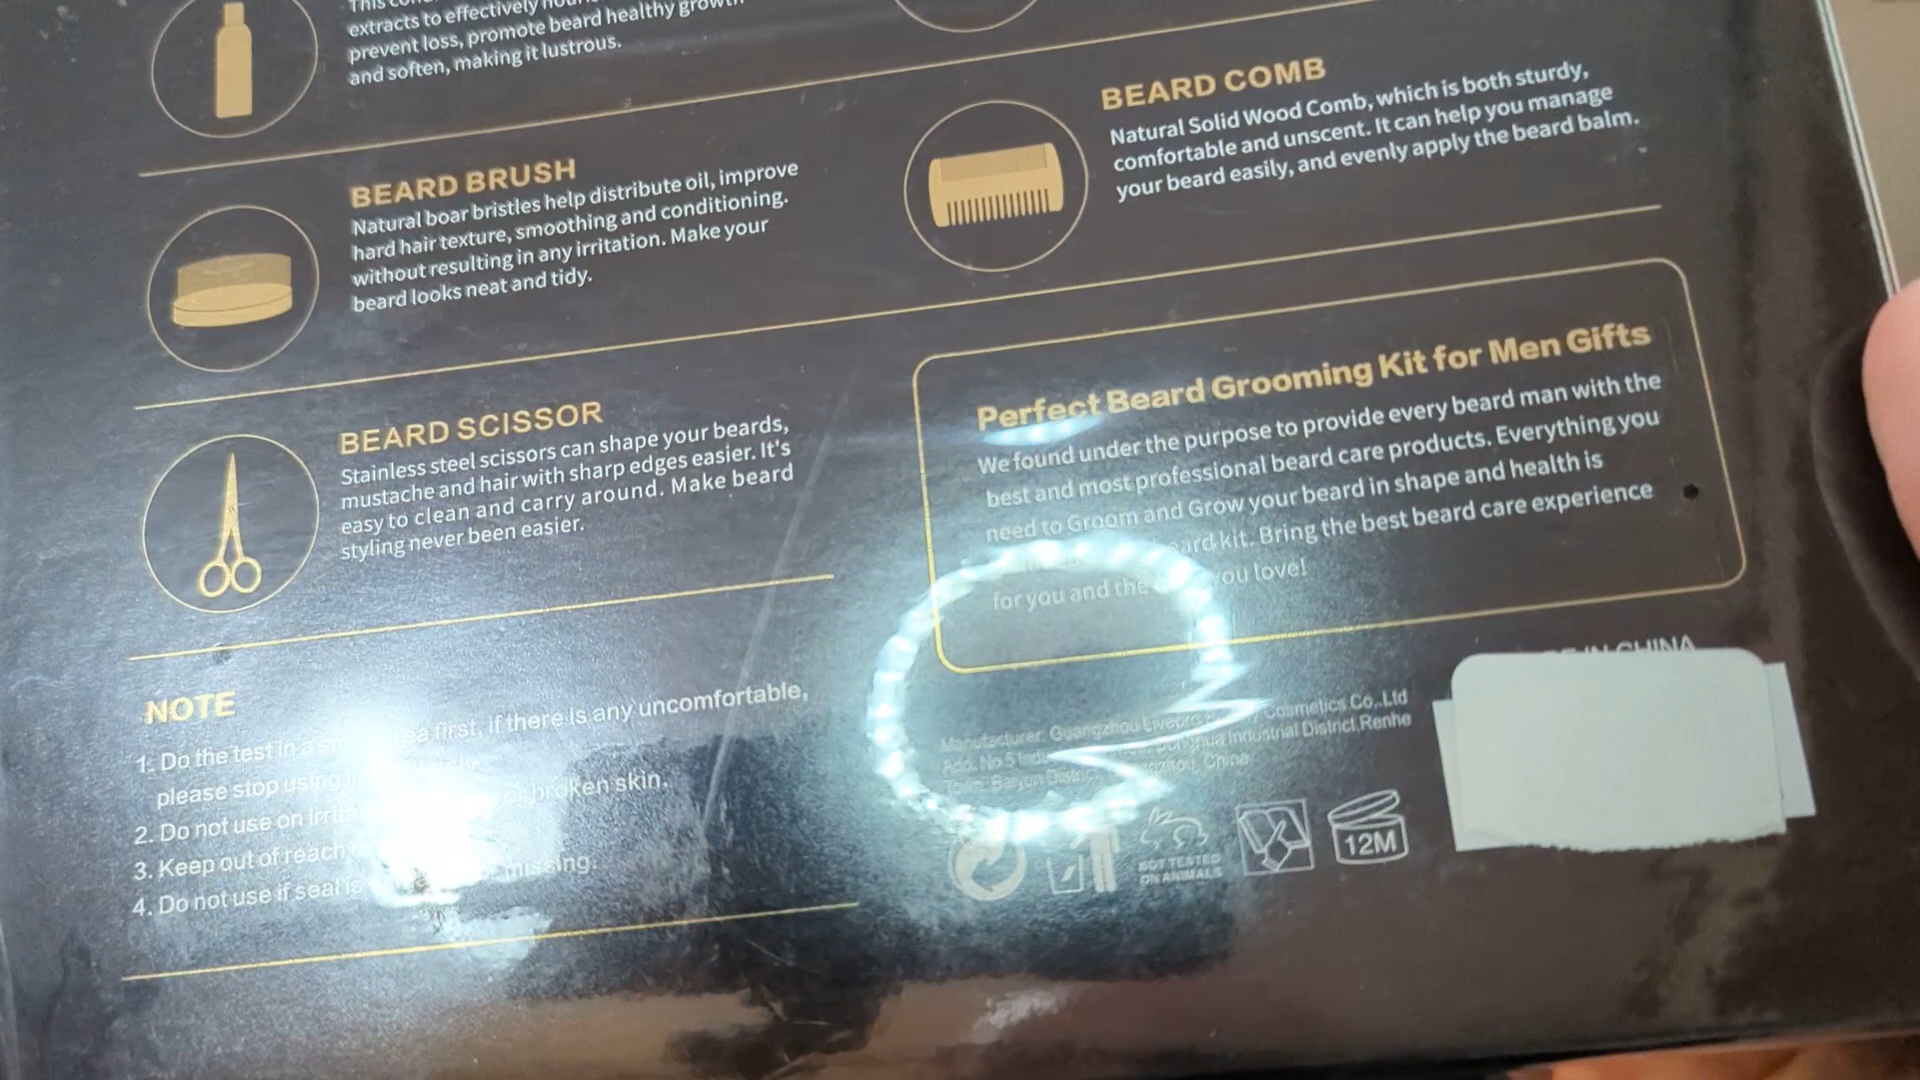 extracts to effectively
prevent loss, promote beard healthy growth
and soften, making it lustrous.
BEARD BRUSH
Natural boar bristles help distribute oil, improve
hard hair texture, smoothing and conditioning.
without resulting in any irritation. Make your
beard looks neat and tidy.
BEARD SCISSOR
Stainless steel scissors can shape your beards,
mustache and hair with sharp edges easier. It's
easy to clean and carry around. Make beard
styling never been easier.
NOTE
1. Do the test in a first, if there is any uncomfortable,
please stop using
2. Do not use on broken skin.
3. Keep out of reach
4. Do not use if seal is missing.
BEARD COMB
Natural Solid Wood Comb, which is both sturdy,
comfortable and unscent. It can help you manage
your beard easily, and evenly apply the beard balm.
Perfect Beard Grooming Kit for Men Gifts
We found under the purpose to provide every beard man with the
best and most professional beard care products. Everything you
need to Groom and Grow your beard in shape and health is
kit. Bring the best beard care experience
for you and the you love!
IN CHINA
Manufacturer: Guangzhou Cosmetics Co,.Ltd
Add. No.5 Industrial District,Renhe
Baiyun District, China
NOT TESTED
ON ANIMALS
12M